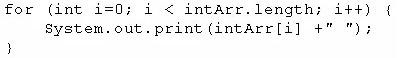 for (int i=0; i < intArr.length; i++) {
    System.out.print(intArr[i] +" ");
}